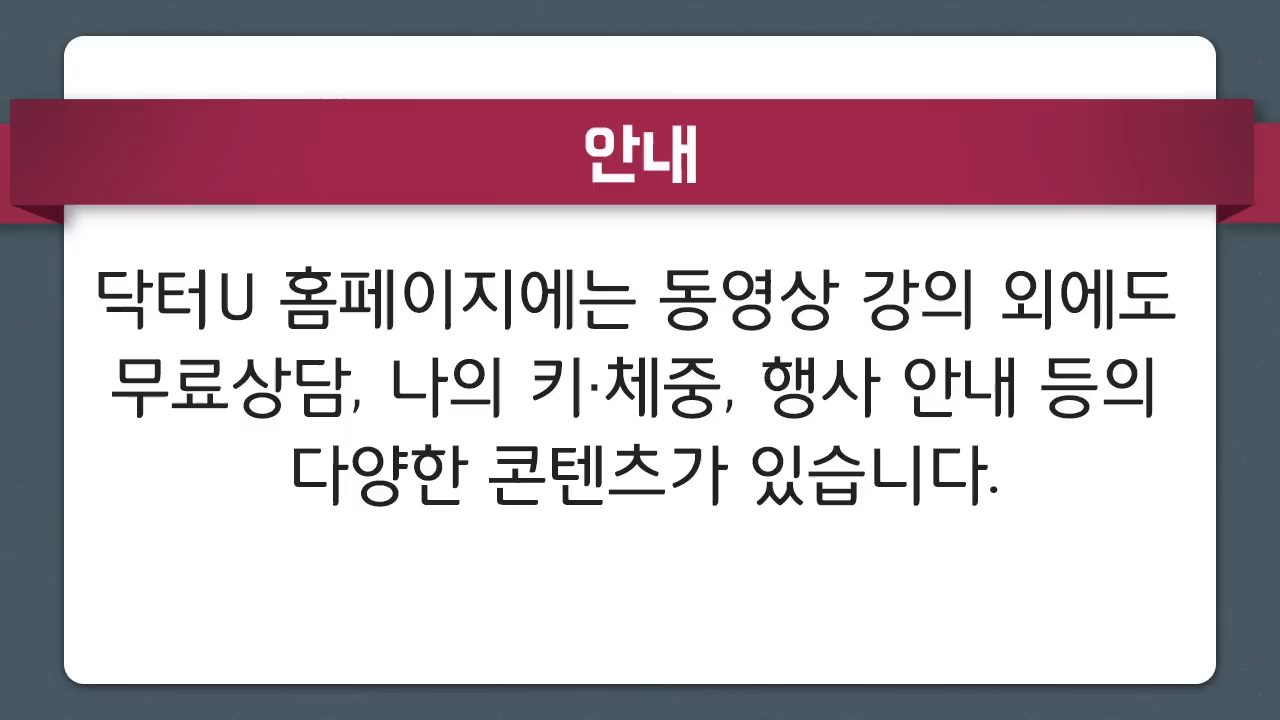 안내
닥터U 홈페이지에는 동영상 강의 외에도
무료상담, 나의 키·체중, 행사 안내 등의
다양한 콘텐츠가 있습니다.